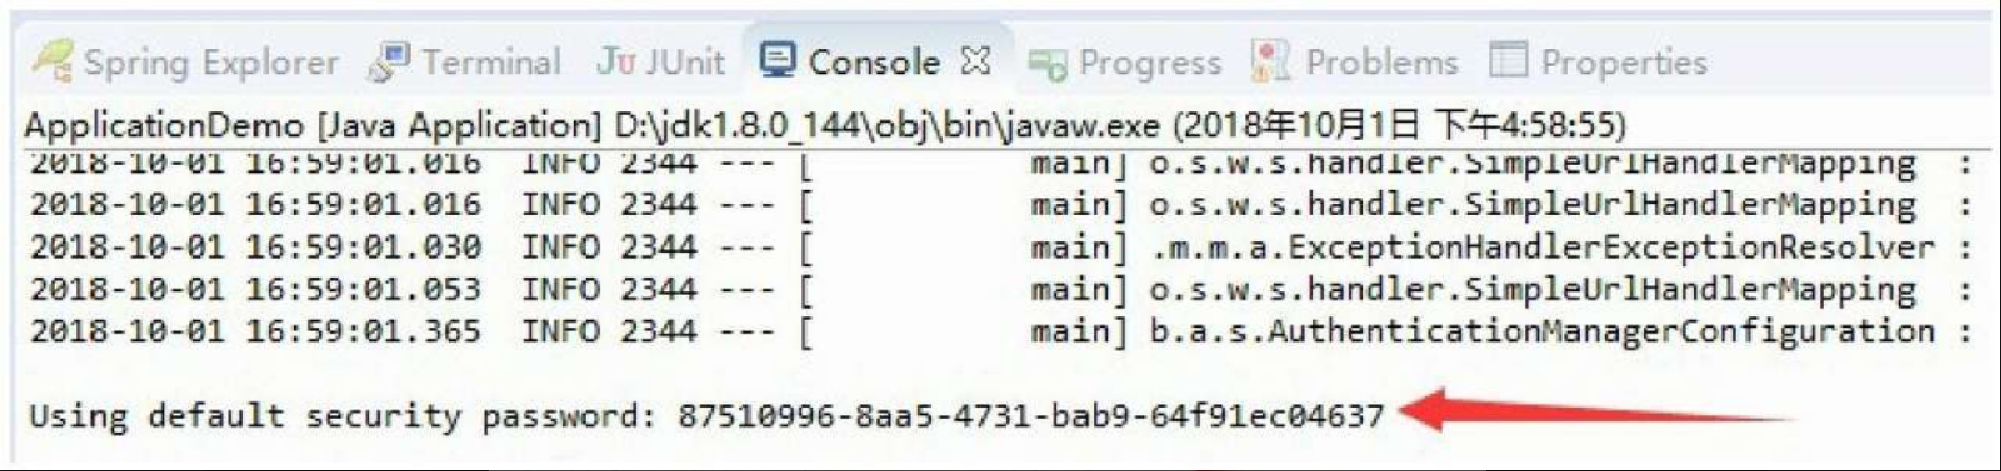 Spring Explorer Terminal Ju JUnit Console Progress Problems Properties
ApplicationDemo [Java Application] D:\jdk1.8.0_144\obj\bin\javaw.exe (2018年10月1日 下午4:58:55)
2018-10-01 16:59:01.016  INFO 2344 --- [           main] o.s.w.s.handler.SimpleUrlHandlerMapping  :
2018-10-01 16:59:01.016  INFO 2344 --- [           main] o.s.w.s.handler.SimpleUrlHandlerMapping  :
2018-10-01 16:59:01.030  INFO 2344 --- [           main] .m.m.a.ExceptionHandlerExceptionResolver :
2018-10-01 16:59:01.053  INFO 2344 --- [           main] o.s.w.s.handler.SimpleUrlHandlerMapping  :
2018-10-01 16:59:01.365  INFO 2344 --- [           main] b.a.s.AuthenticationManagerConfiguration :
Using default security password: 87510996-8aa5-4731-bab9-64f91ec04637